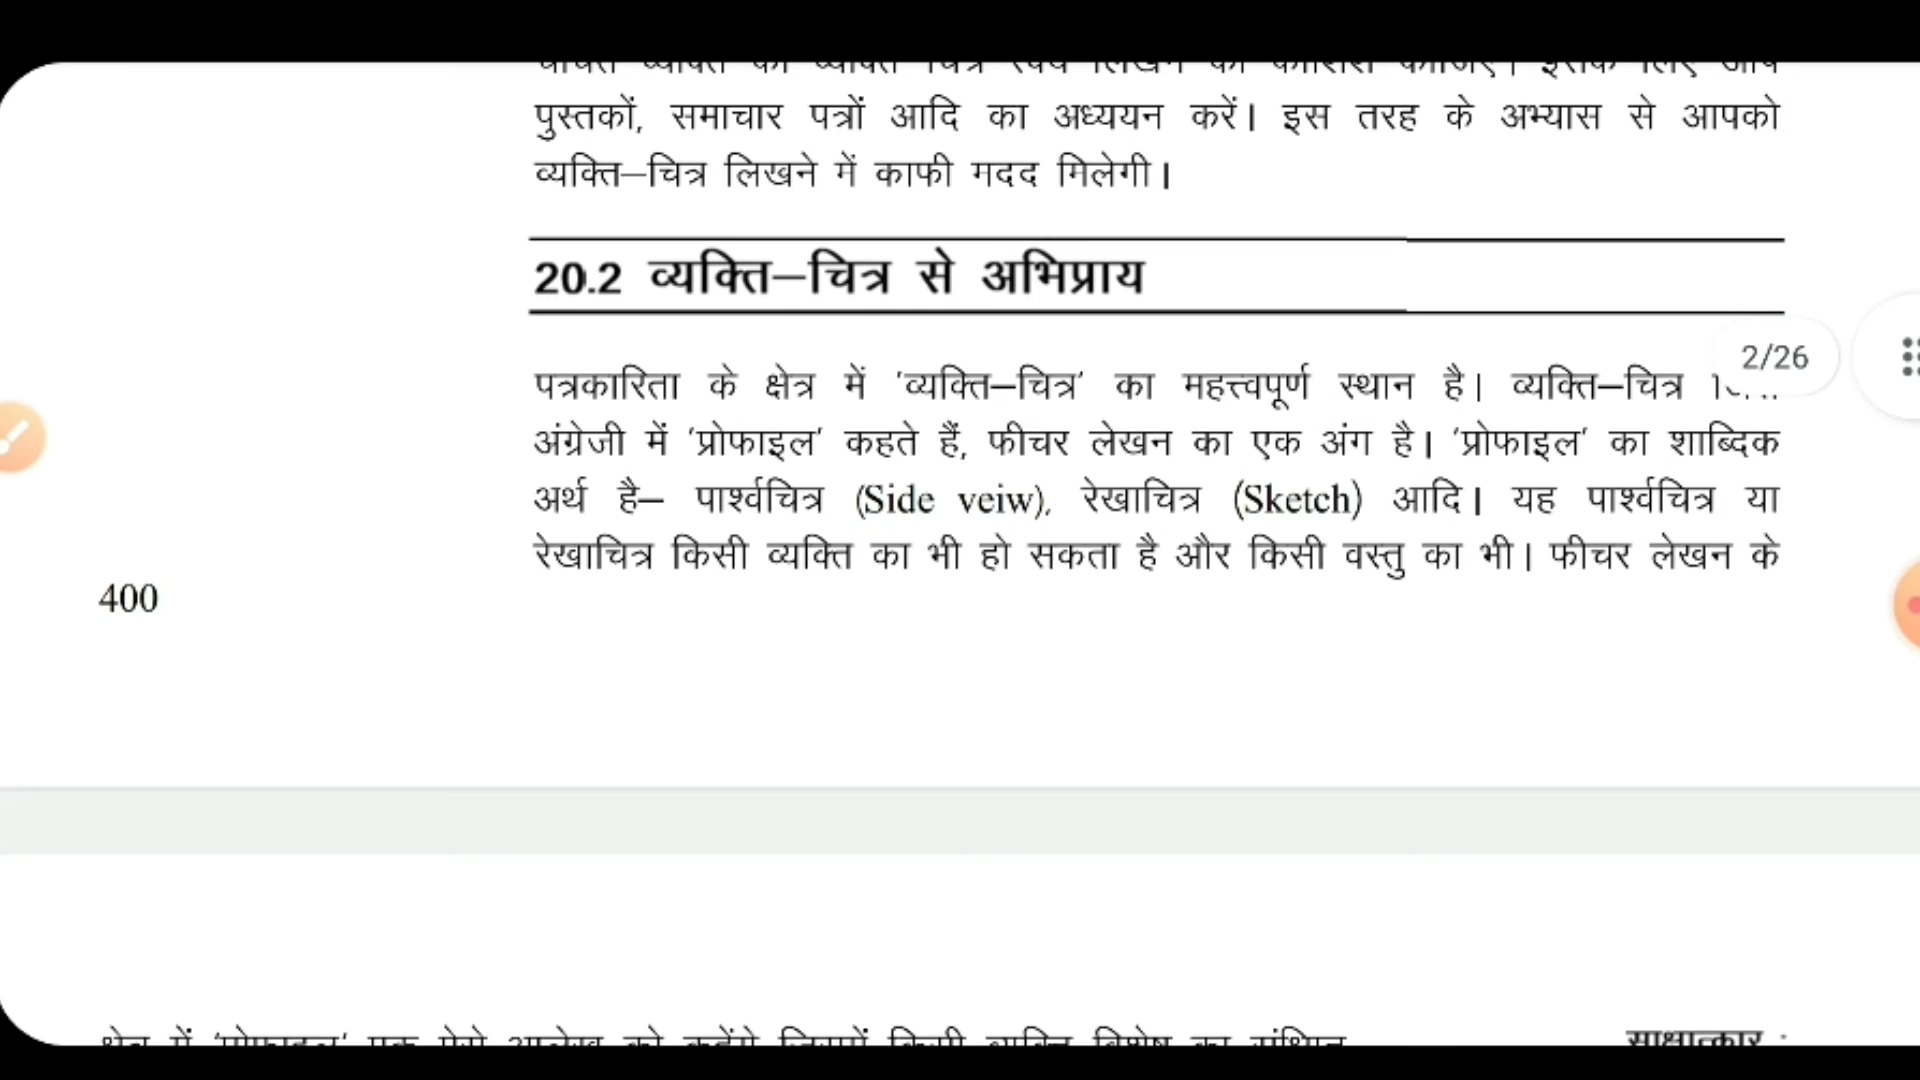 पुस्तकों, समाचार पत्रों आदि का अध्ययन करें। इस तरह के अभ्यास से आपको
व्यक्ति–चित्र लिखने में काफी मदद मिलेगी।
20.2 व्यक्ति–चित्र से अभिप्राय
पत्रकारिता के क्षेत्र में 'व्यक्ति–चित्र' का महत्त्वपूर्ण स्थान है। व्यक्ति–चित्र
2/26
अंग्रेजी में 'प्रोफाइल' कहते हैं, फीचर लेखन का एक अंग है। 'प्रोफाइल' का शाब्दिक
अर्थ है– पार्श्वचित्र (Side veiw), रेखाचित्र (Sketch) आदि। यह पार्श्वचित्र या
रेखाचित्र किसी व्यक्ति का भी हो सकता है और किसी वस्तु का भी। फीचर लेखन के
400